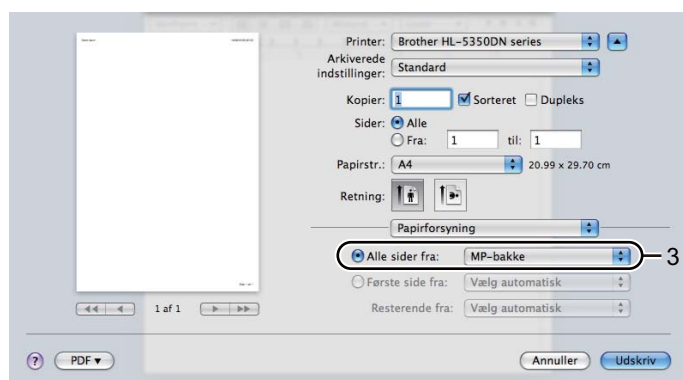 Printer: Brother HL-5350DN series
Arkiverede
indstillinger: Standard
Kopier: 1 Sorteret Dupleks
Sider: Alle
Fra: 1 til: 1
Papirstr.: A4 20.99 x 29.70 cm
Retning:
Papirforsyning
Alle sider fra: MP-bakke 3
Første side fra: Vælg automatisk
Resterende fra: Vælg automatisk
1 af 1
? PDF Annuller Udskriv